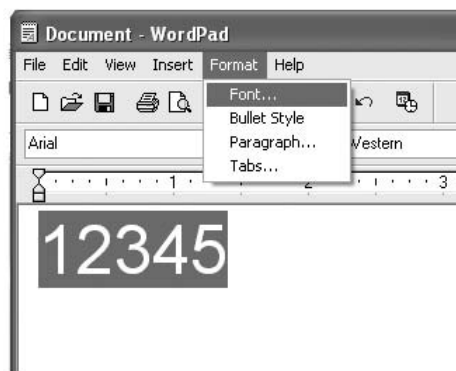 Document - WordPad
File Edit View Insert Format Help
Font...
Bullet Style
Paragraph...
Tabs...
Arial
Western
1 2 3
12345